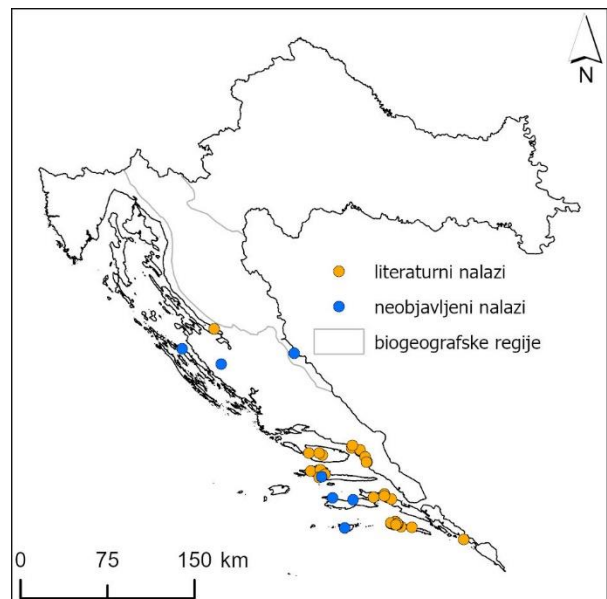 N
literaturni nalazi
neobjavljeni nalazi
biogeografske regije
0 75 150 km